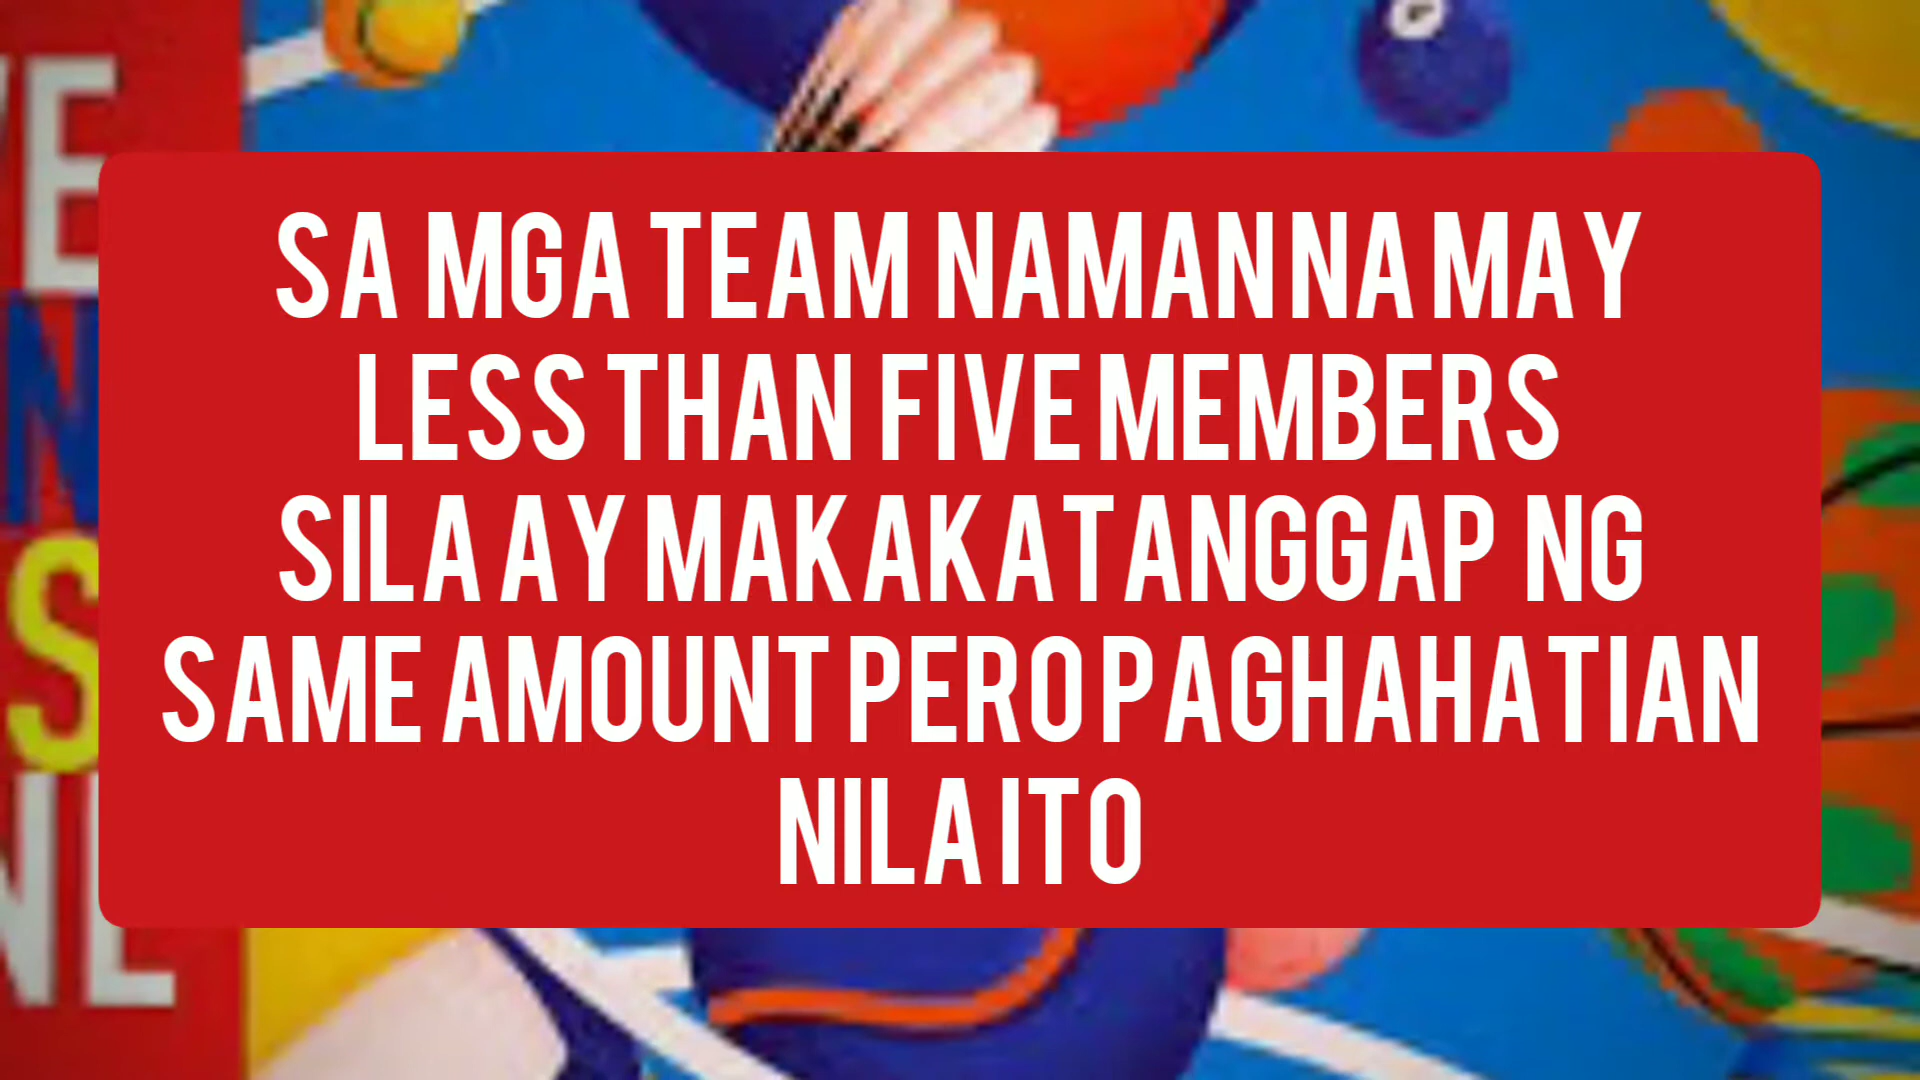 SA MGA TEAM NAMAN NA MAY
LESS THAN FIVE MEMBERS
SILA AY MAKAKATANGGAP NG
SAME AMOUNT PERO PAGHAHATIAN
NILA ITO